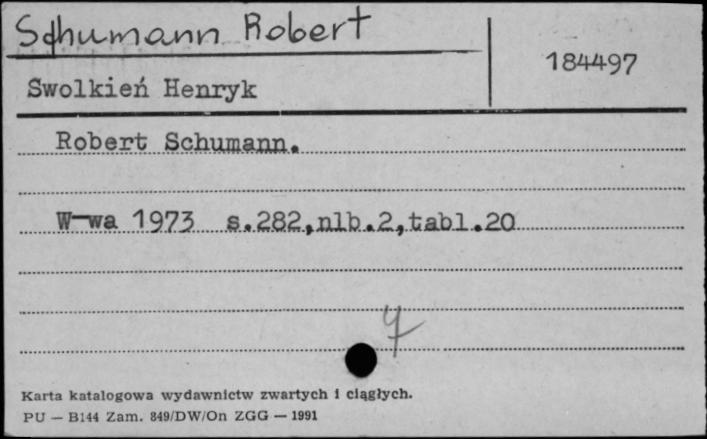 Schumann Robert
184497
Swolkień Henryk
Robert Schumann.
W-wa 1973 s.282,nlb.2,tabl.20
4
Karta katalogowa wydawnictw zwartych i ciągłych.
PU — B144 Zam. 849/DW/On ZGG — 1991